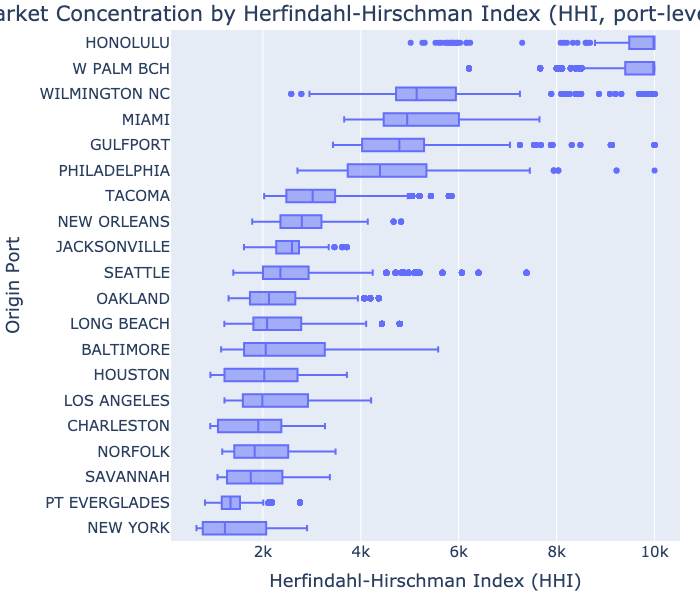 arket Concentration by Herfindahl-Hirschman Index (HHI, port-leve
HONOLULU
W PALM BCH
WILMINGTON NC
MIAMI
GULFPORT
PHILADELPHIA
TACOMA
NEW ORLEANS
JACKSONVILLE
SEATTLE
OAKLAND
LONG BEACH
BALTIMORE
HOUSTON
LOS ANGELES
CHARLESTON
NORFOLK
SAVANNAH
PT EVERGLADES
NEW YORK
Origin Port
2k 4k 6k 8k 10k
Herfindahl-Hirschman Index (HHI)